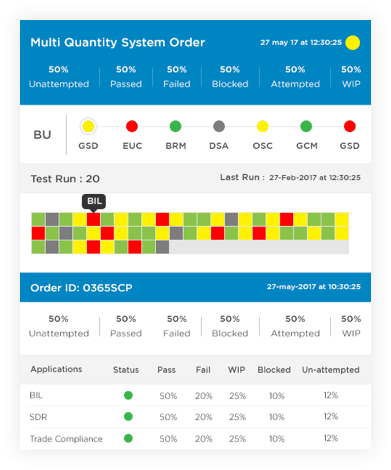 Multi Quantity System Order 27 may 17 at 12:30:25
50% 50% 50% 50% 50% 50%
Unattempted Passed Failed Blocked Attempted WIP
BU
GSD EUC BRM DSA OSC GCM GSD
Test Run : 20 Last Run : 27-Feb-2017 at 12:30:25
BIL
Order ID: 0365SCP 27-may-2017 at 10:30:25
50% 50% 50% 50% 50% 50%
Unattempted Passed Failed Blocked Attempted WIP
Applications Status Pass Fail WIP Blocked Un-attempted
BIL 50% 20% 25% 10% 12%
SDR 50% 20% 25% 10% 12%
Trade Compliance 50% 20% 25% 10% 12%